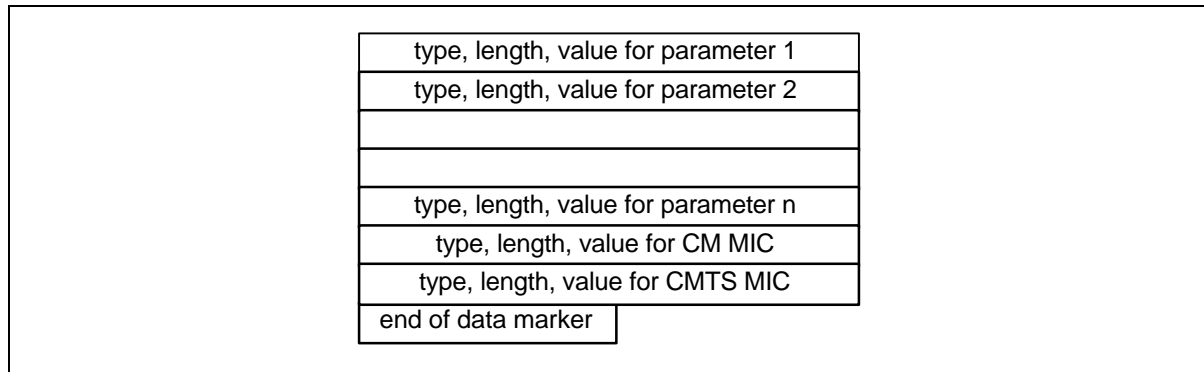 type, length, value for parameter 1
type, length, value for parameter 2
type, length, value for parameter n
type, length, value for CM MIC
type, length, value for CMTS MIC
end of data marker